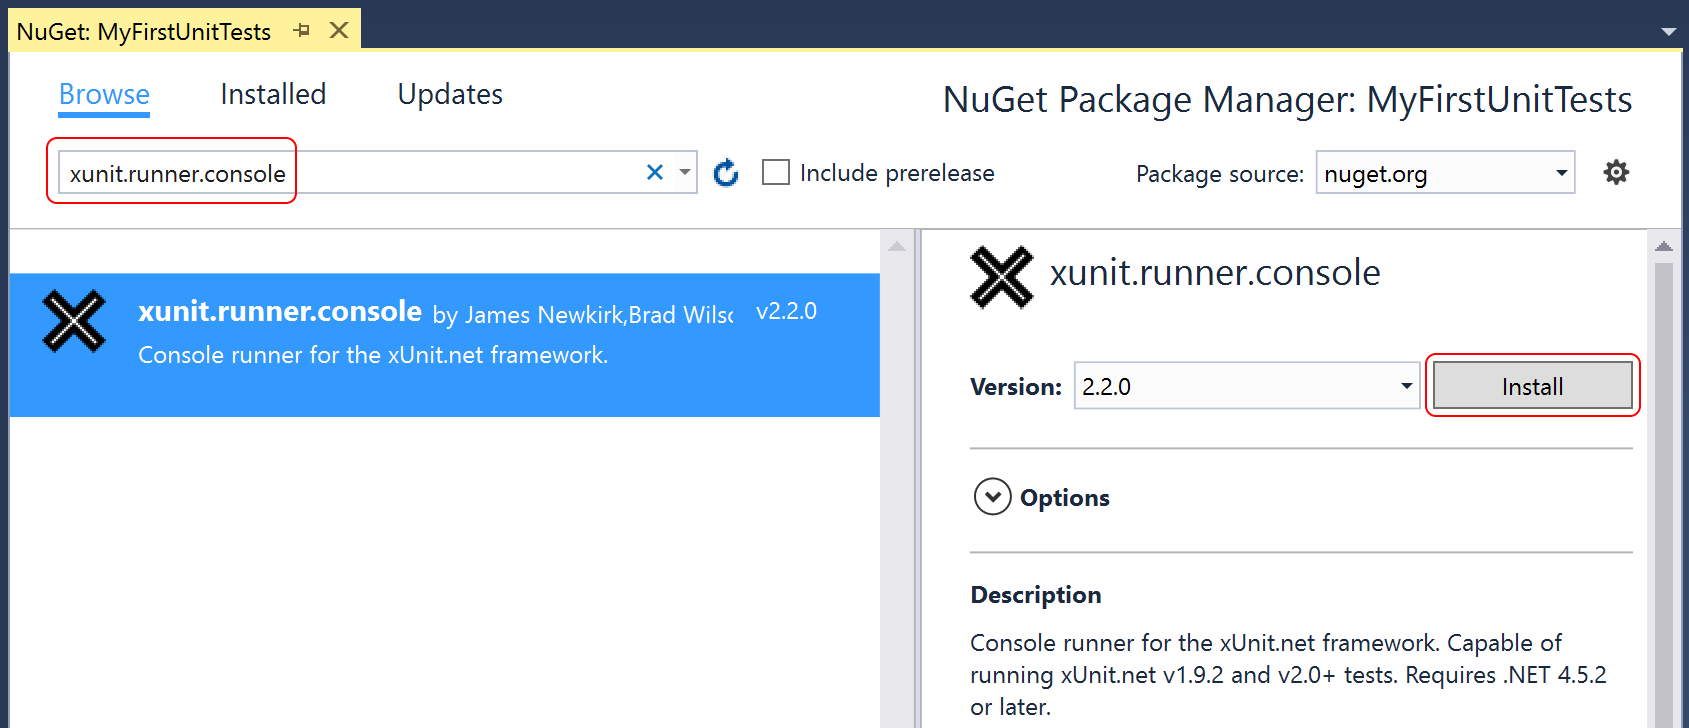 NuGet: MyFirstUnitTests
Browse Installed Updates
NuGet Package Manager: MyFirstUnitTests
xunit.runner.console
Include prerelease
Package source: nuget.org
xunit.runner.console by James Newkirk,Brad Wilsc v2.2.0
Console runner for the xUnit.net framework.
xunit.runner.console
Version: 2.2.0 Install
Options
Description
Console runner for the xUnit.net framework. Capable of
running xUnit.net v1.9.2 and v2.0+ tests. Requires .NET 4.5.2
or later.